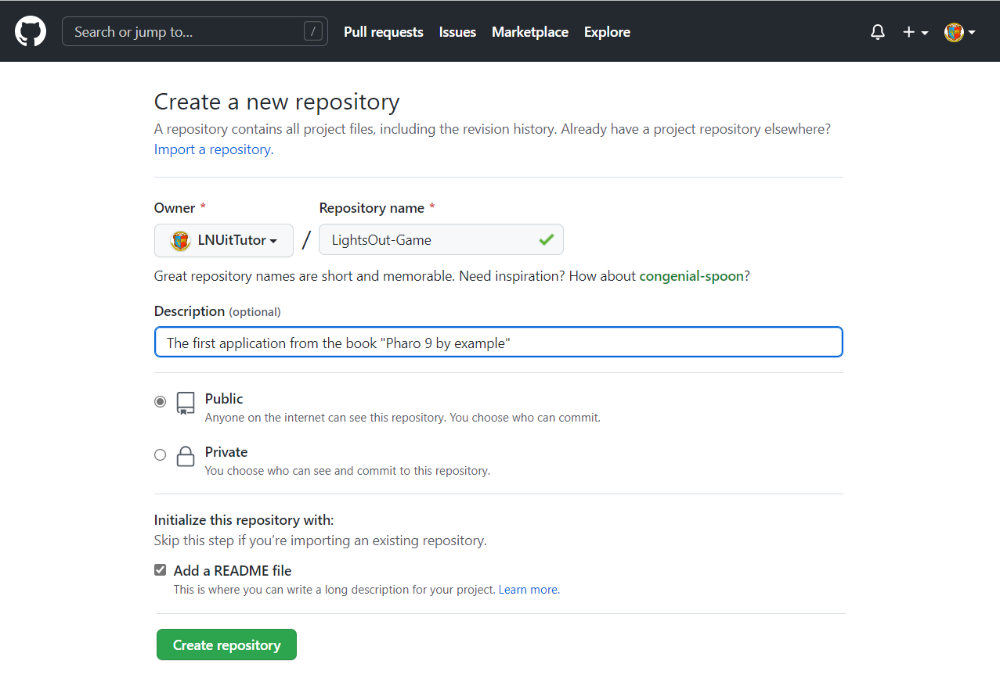 Search or jump to... /
Pull requests Issues Marketplace Explore
Create a new repository
A repository contains all project files, including the revision history. Already have a project repository elsewhere?
Import a repository.
Owner * Repository name *
LNUitTutor / LightsOut-Game
Great repository names are short and memorable. Need inspiration? How about congenial-spoon?
Description (optional)
The first application from the book "Pharo 9 by example"
Public
Anyone on the internet can see this repository. You choose who can commit.
Private
You choose who can see and commit to this repository.
Initialize this repository with:
Skip this step if you’re importing an existing repository.
Add a README file
This is where you can write a long description for your project. Learn more.
Create repository